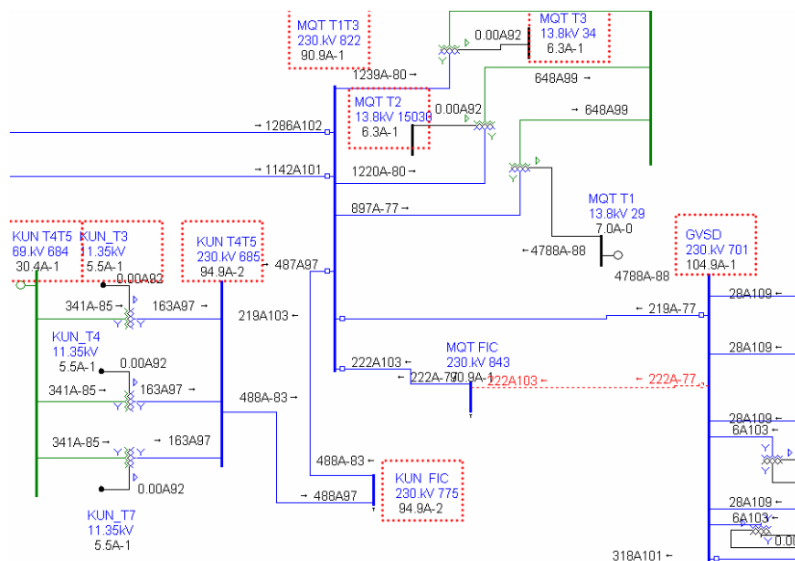 MQT T1T3
230.kV 822
90.9A-1
MQT T3
13.8kV 34
6.3A-1
0.00A92
1239A-80 →
648A99
MQT T2
13.8kV 15030
6.3A-1
0.00A92
→ 648A99
→ 1286A102
→ 1142A101
1220A-80 →
897A-77 →
MQT T1
13.8kV 29
7.0A-0
←4788A-88
4788A-88
KUN T4T5
69.kV 684
30.4A-1
KUN_T3
11.35kV
5.5A-1
0.00A92
KUN T4T5
230.kV 685
94.9A-2
→ 487A97
GVSD
230.kV 701
104.9A-1
341A-85→
163A97 →
219A103 ←
← 219A-77
28A109 ←
KUN_T4
11.35kV
5.5A-1
0.00A92
28A109←
MQT FIC
230.kV 843
90.9A-1
222A103 ←
← 222A-77
222A103←
← 222A-77
341A-85→
→ 163A97
488A-83 ←
28A109←
6A103 ←
341A-85→
→ 163A97
488A-83 ←
→488A97
KUN FIC
230.kV 775
94.9A-2
0.00A92
KUN_T7
11.35kV
5.5A-1
28A109←
6A103←
318A101 ←